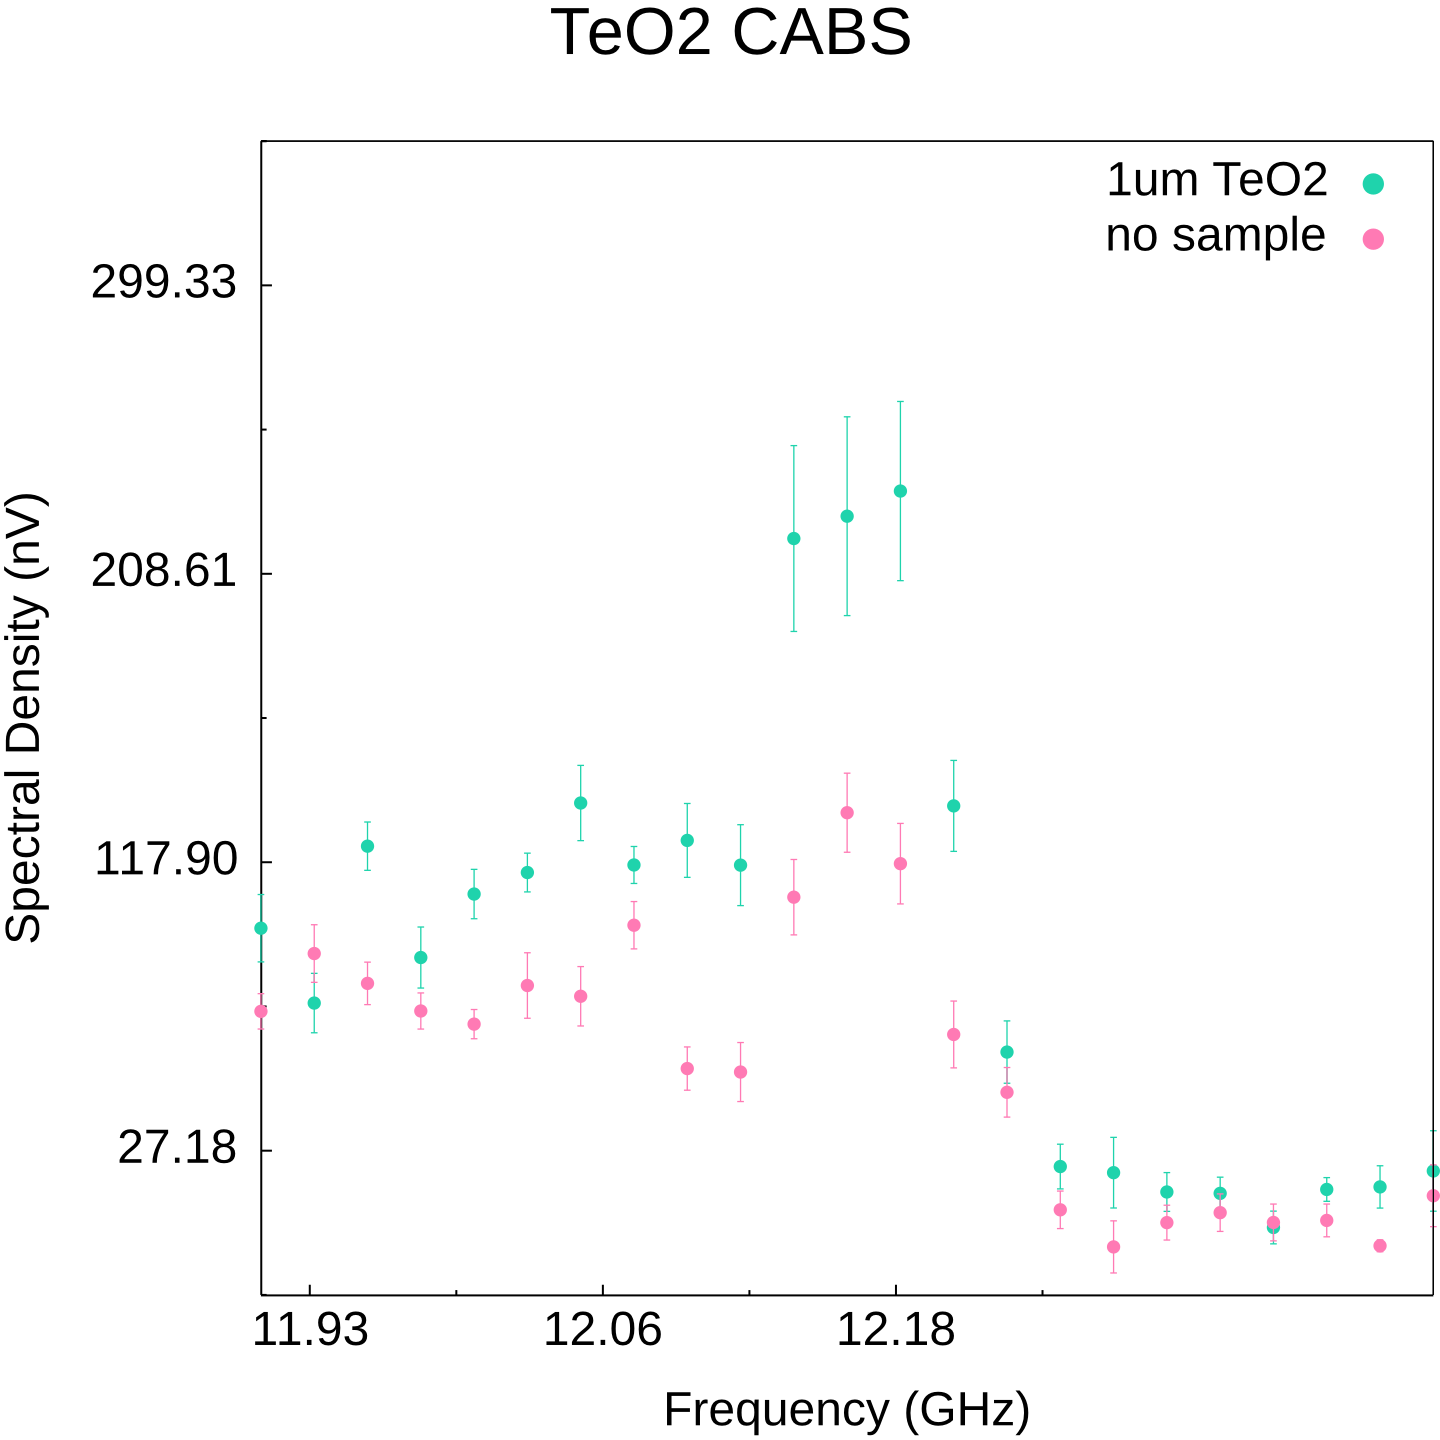 TeO2 CABS
1um TeO2
no sample
299.33
208.61
117.90
27.18
Spectral Density (nV)
11.93 12.06 12.18
Frequency (GHz)